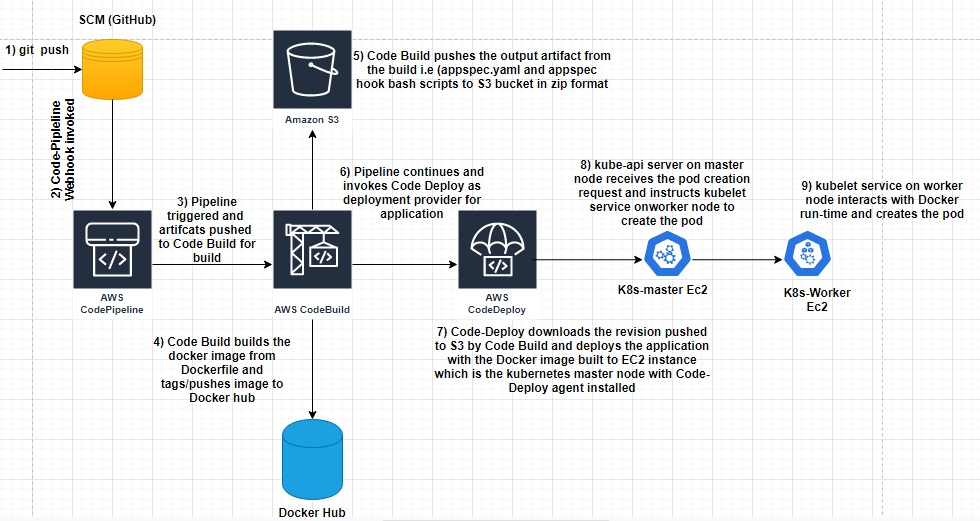 SCM (GitHub)
1) git push
2) Code-Pipleline
Webhook invoked
5) Code Build pushes the output artifact from
the build i.e (appspec.yaml and appspec
hook bash scripts to S3 bucket in zip format
Amazon S3
3) Pipeline
triggered and
artifcats pushed
to Code Build for
build
6) Pipeline continues and
invokes Code Deploy as
deployment provider for
application
8) kube-api server on master
node receives the pod creation
request and instructs kubelet
service onworker node to
create the pod
9) kubelet service on worker
node interacts with Docker
run-time and creates the pod
AWS
CodePipeline
AWS CodeBuild
AWS
CodeDeploy
K8s-master Ec2
K8s-Worker
Ec2
4) Code Build builds the
docker image from
Dockerfile and
tags/pushes image to
Docker hub
7) Code-Deploy downloads the revision pushed
to S3 by Code Build and deploys the application
with the Docker image built to EC2 instance
which is the kubernetes master node with Code-
Deploy agent installed
Docker Hub